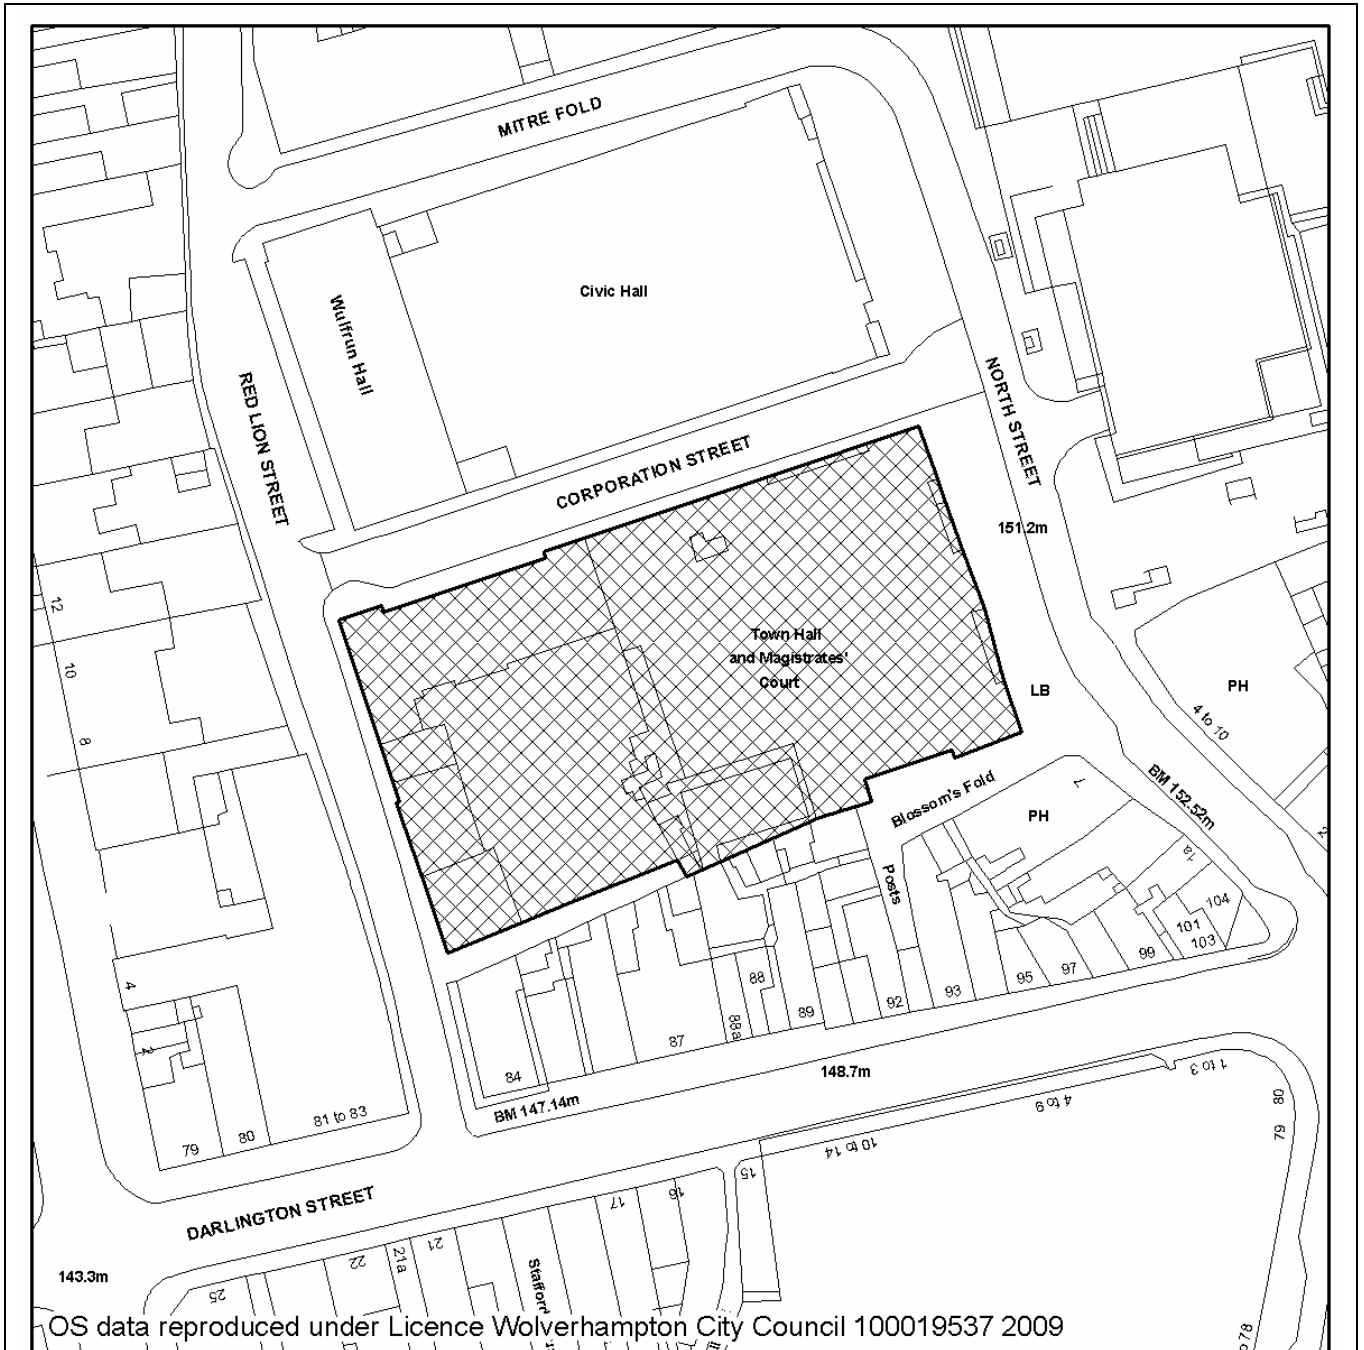 MITRE FOLD
Civic Hall
Wulfrun Hall
RED LION STREET
NORTH STREET
CORPORATION STREET
151.2m
12
10
8
Town Hall
and Magistrates'
Court
LB
PH
4 to 10
BM 152.52m
Blossom's Fold
PH
1a
Posts
104
101
103
99
97
95
93
92
89
88
88a
87
84
4
2
148.7m
BM 147.14m
81 to 83
80
79
1 to 3
4 to 9
10 to 14
15
16
17
80
79
DARLINGTON STREET
21
21a
22
25
143.3m
OS data reproduced under Licence Wolverhampton City Council 100019537 2009